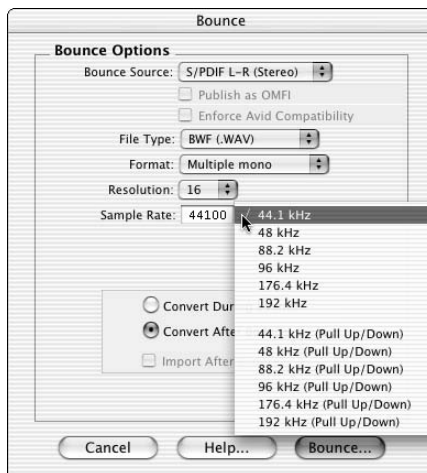 Bounce
Bounce Options
Bounce Source: S/PDIF L-R (Stereo)
Publish as OMFI
Enforce Avid Compatibility
File Type: BWF (.WAV)
Format: Multiple mono
Resolution: 16
Sample Rate: 44100
44.1 kHz
48 kHz
88.2 kHz
96 kHz
176.4 kHz
192 kHz
44.1 kHz (Pull Up/Down)
48 kHz (Pull Up/Down)
88.2 kHz (Pull Up/Down)
96 kHz (Pull Up/Down)
176.4 kHz (Pull Up/Down)
192 kHz (Pull Up/Down)
Convert Dur
Convert After
Import After
Cancel
Help...
Bounce...